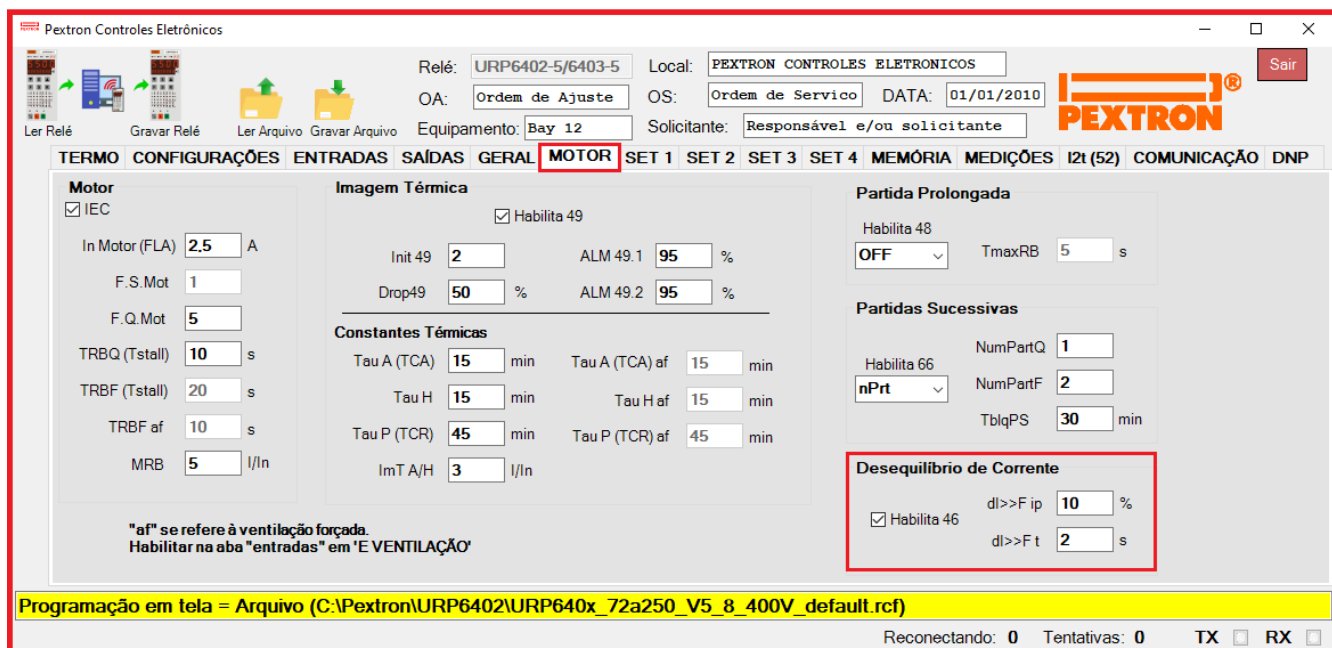 Pextron Controles Eletrônicos
Ler Relé
Gravar Relé
Ler Arquivo
Gravar Arquivo
Relé: URP6402-5/6403-5
Local: PEXTRON CONTROLES ELETRONICOS
OA: Ordem de Ajuste
OS: Ordem de Servico
DATA: 01/01/2010
Equipamento: Bay 12
Solicitante: Responsável e/ou solicitante
PEXTRON®
Sair
TERMO CONFIGURAÇÕES ENTRADAS SAÍDAS GERAL MOTOR SET 1 SET 2 SET 3 SET 4 MEMÓRIA MEDIÇÕES I2t (52) COMUNICAÇÃO DNP
Motor
IEC
In Motor (FLA) 2,5 A
F.S.Mot 1
F.Q.Mot 5
TRBQ (Tstall) 10 s
TRBF (Tstall) 20 s
TRBF af 10 s
MRB 5 I/In
"af" se refere à ventilação forçada.
Habilitar na aba "entradas" em 'E VENTILAÇÃO'
Imagem Térmica
Habilita 49
Init 49 2 ALM 49.1 95 %
Drop49 50 % ALM 49.2 95 %
Constantes Térmicas
Tau A (TCA) 15 min Tau A (TCA) af 15 min
Tau H 15 min Tau H af 15 min
Tau P (TCR) 45 min Tau P (TCR) af 45 min
ImT A/H 3 I/In
Partida Prolongada
Habilita 48
OFF
TmaxRB 5 s
Partidas Sucessivas
Habilita 66
nPrt
NumPartQ 1
NumPartF 2
TblqPS 30 min
Desequilíbrio de Corrente
Habilita 46
dI>>F ip 10 %
dI>>F t 2 s
Programação em tela = Arquivo (C:\Pextron\URP6402\URP640x_72a250_V5_8_400V_default.rcf)
Reconectando: 0 Tentativas: 0 TX RX